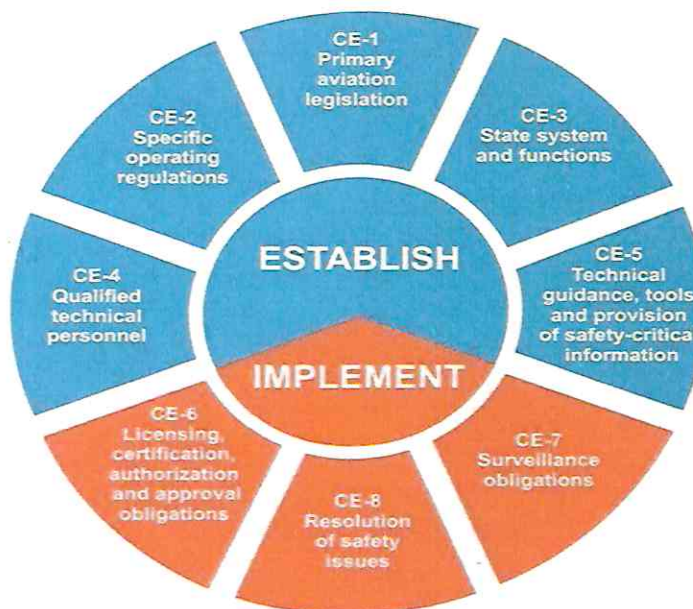 CE-1
Primary
aviation
legislation
CE-2
Specific
operating
regulations
CE-3
State system
and functions
ESTABLISH
CE-4
Qualified
technical
personnel
CE-5
Technical
guidance, tools
and provision
of safety-critical
information
IMPLEMENT
CE-6
Licensing,
certification,
authorization
and approval
obligations
CE-7
Surveillance
obligations
CE-8
Resolution
of safety
issues